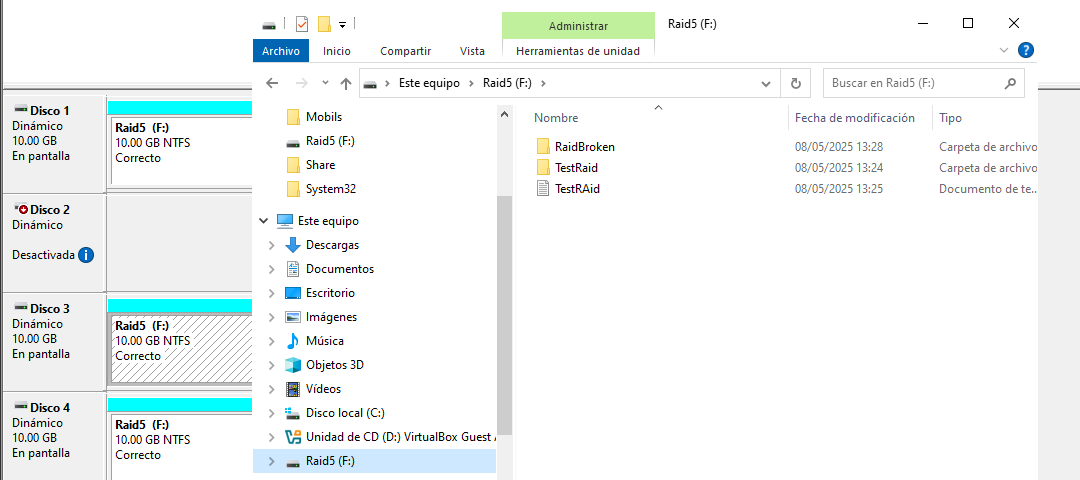 Administrar
Raid5 (F:)
Archivo
Inicio
Compartir
Vista
Herramientas de unidad
Este equipo
Raid5 (F:)
Buscar en Raid5 (F:)
Disco 1
Dinámico
10.00 GB
En pantalla
Raid5 (F:)
10.00 GB NTFS
Correcto
Disco 2
Dinámico
Desactivada
Disco 3
Dinámico
10.00 GB
En pantalla
Raid5 (F:)
10.00 GB NTFS
Correcto
Disco 4
Dinámico
10.00 GB
En pantalla
Raid5 (F:)
10.00 GB NTFS
Correcto
Mobils
Raid5 (F:)
Share
System32
Este equipo
Descargas
Documentos
Escritorio
Imágenes
Música
Objetos 3D
Vídeos
Disco local (C:)
Unidad de CD (D:) VirtualBox Guest
Raid5 (F:)
Nombre Fecha de modificación Tipo
RaidBroken 08/05/2025 13:28 Carpeta de archivo
TestRaid 08/05/2025 13:24 Carpeta de archivo
TestRAid 08/05/2025 13:25 Documento de te...